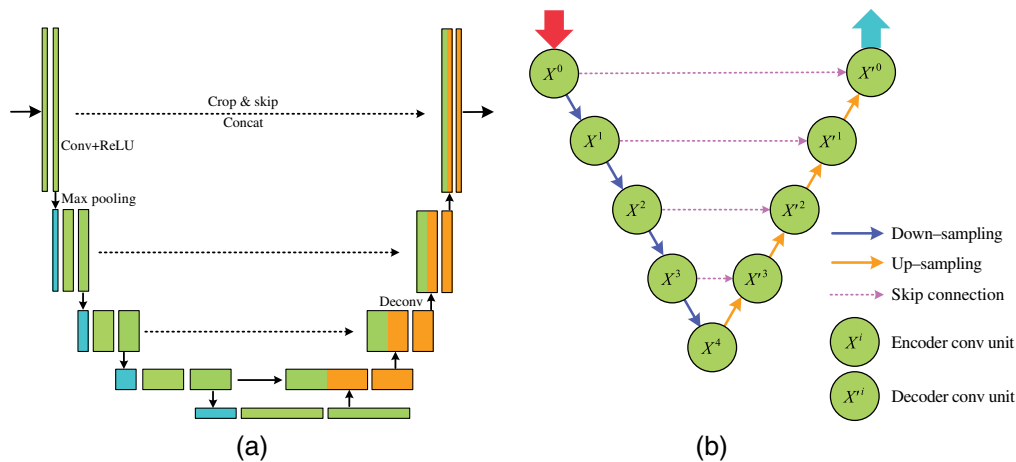 Crop & skip
Concat
Conv+ReLU
Max pooling
Deconv
(a)
X⁰
X′⁰
X¹
X′¹
X²
X′²
X³
X′³
X⁴
Down–sampling
Up–sampling
Skip connection
Xⁱ Encoder conv unit
X′ⁱ Decoder conv unit
(b)